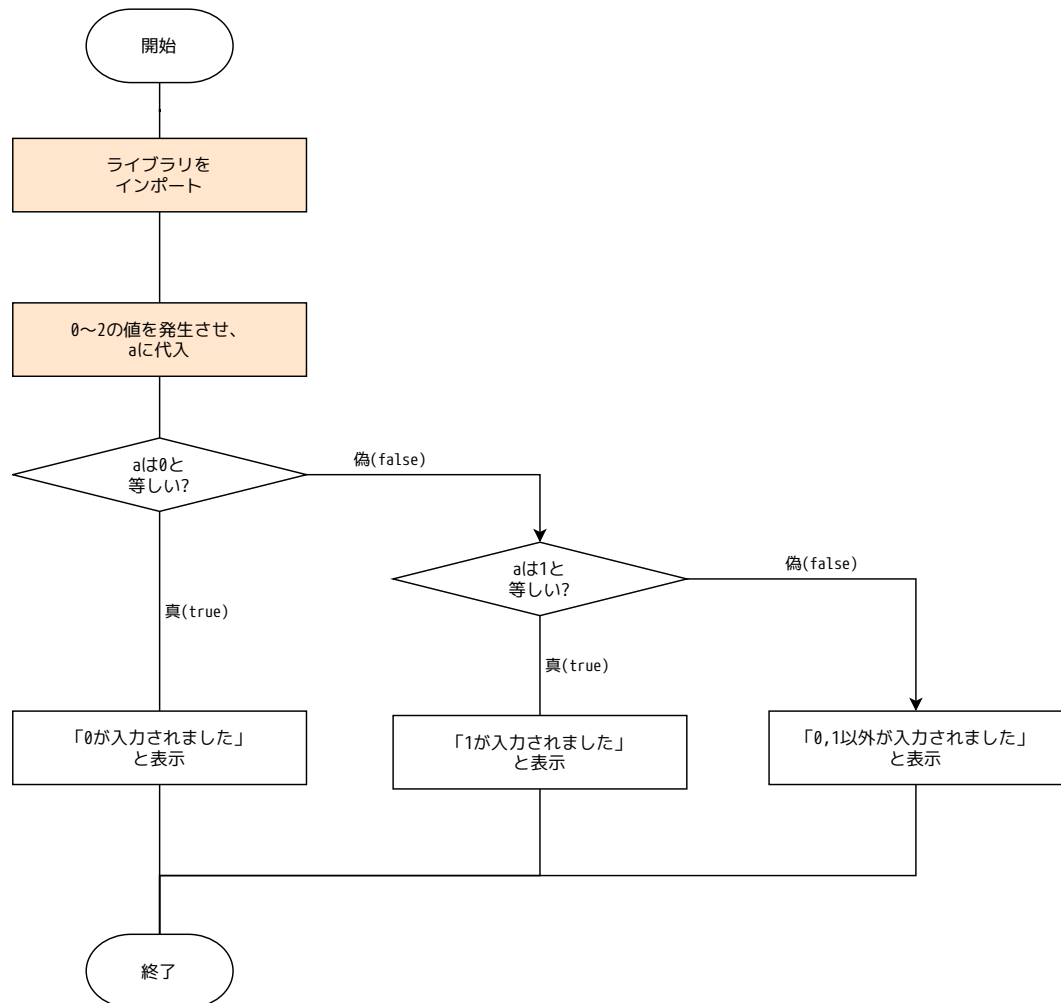 開始
ライブラリを
インポート
0～2の値を発生させ、
aに代入
aは0と
等しい?
偽(false)
aは1と
等しい?
偽(false)
真(true)
真(true)
「0が入力されました」
と表示
「1が入力されました」
と表示
「0,1以外が入力されました」
と表示
終了